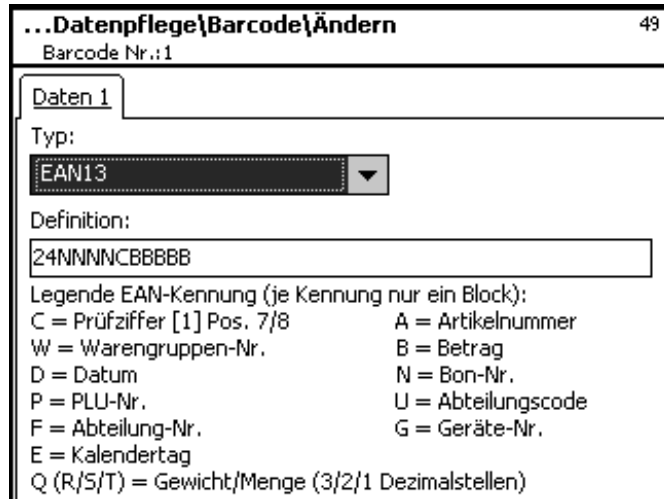 ...Datenpflege\Barcode\Ändern 49
Barcode Nr.:1
Daten 1
Typ:
EAN13
Definition:
24NNNNCBBBBB
Legende EAN-Kennung (je Kennung nur ein Block):
C = Prüfziffer [1] Pos. 7/8 A = Artikelnummer
W = Warengruppen-Nr. B = Betrag
D = Datum N = Bon-Nr.
P = PLU-Nr. U = Abteilungscode
F = Abteilung-Nr. G = Geräte-Nr.
E = Kalendertag
Q (R/S/T) = Gewicht/Menge (3/2/1 Dezimalstellen)